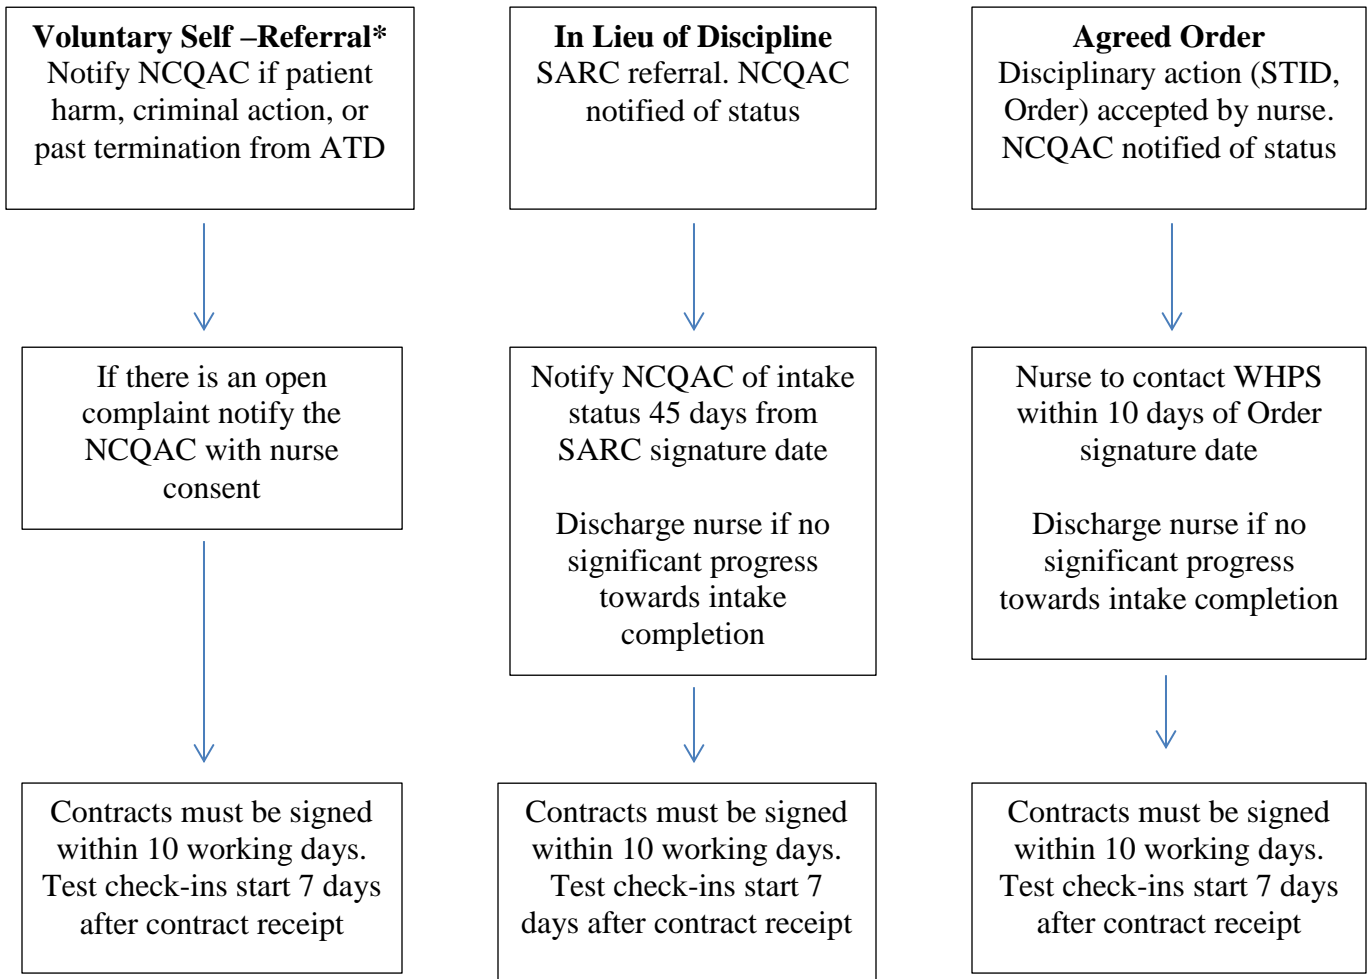 Voluntary Self –Referral*
Notify NCQAC if patient
harm, criminal action, or
past termination from ATD
In Lieu of Discipline
SARC referral. NCQAC
notified of status
Agreed Order
Disciplinary action (STID,
Order) accepted by nurse.
NCQAC notified of status
If there is an open
complaint notify the
NCQAC with nurse
consent
Notify NCQAC of intake
status 45 days from
SARC signature date
Discharge nurse if no
significant progress
towards intake
completion
Nurse to contact WHPS
within 10 days of Order
signature date
Discharge nurse if no
significant progress
towards intake completion
Contracts must be signed
within 10 working days.
Test check-ins start 7 days
after contract receipt
Contracts must be signed
within 10 working days.
Test check-ins start 7
days after contract receipt
Contracts must be signed
within 10 working days.
Test check-ins start 7 days
after contract receipt